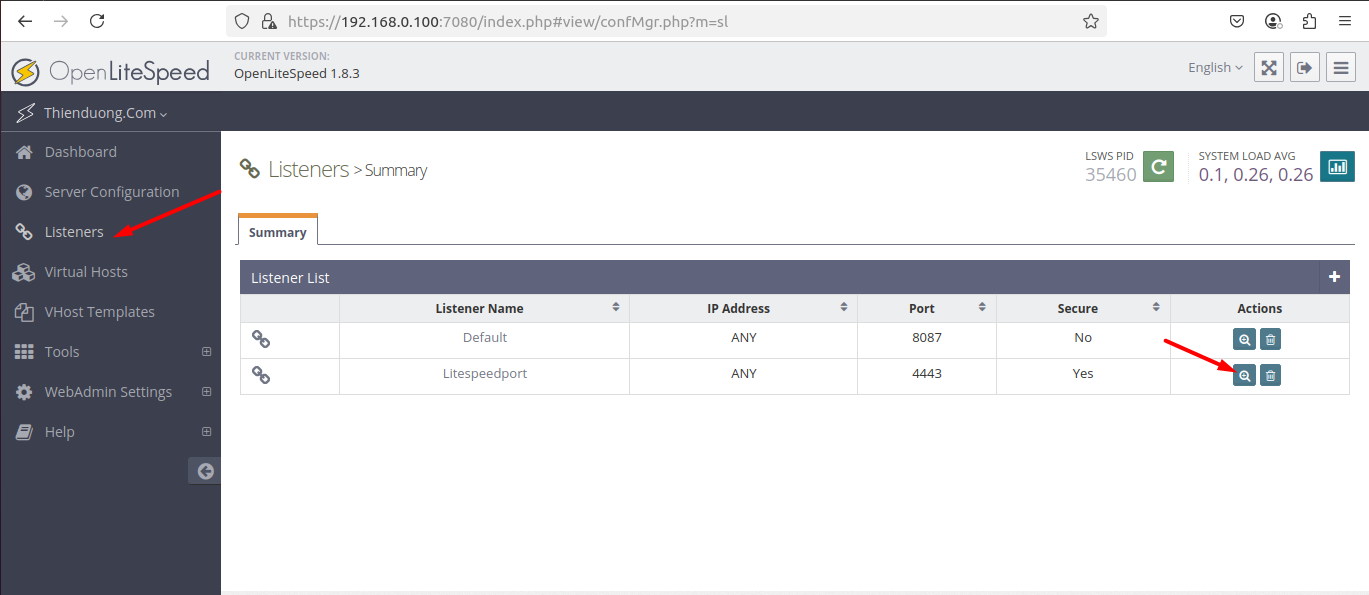 https://192.168.0.100:7080/index.php#view/confMgr.php?m=sl
OpenLiteSpeed
CURRENT VERSION:
OpenLiteSpeed 1.8.3
English
Thienduong.Com
Dashboard
Server Configuration
Listeners
Virtual Hosts
VHost Templates
Tools
WebAdmin Settings
Help
Listeners > Summary
LSWS PID
35460
SYSTEM LOAD AVG
0.1, 0.26, 0.26
Summary
Listener List
Listener Name IP Address Port Secure Actions
Default ANY 8087 No
Litespeedport ANY 4443 Yes